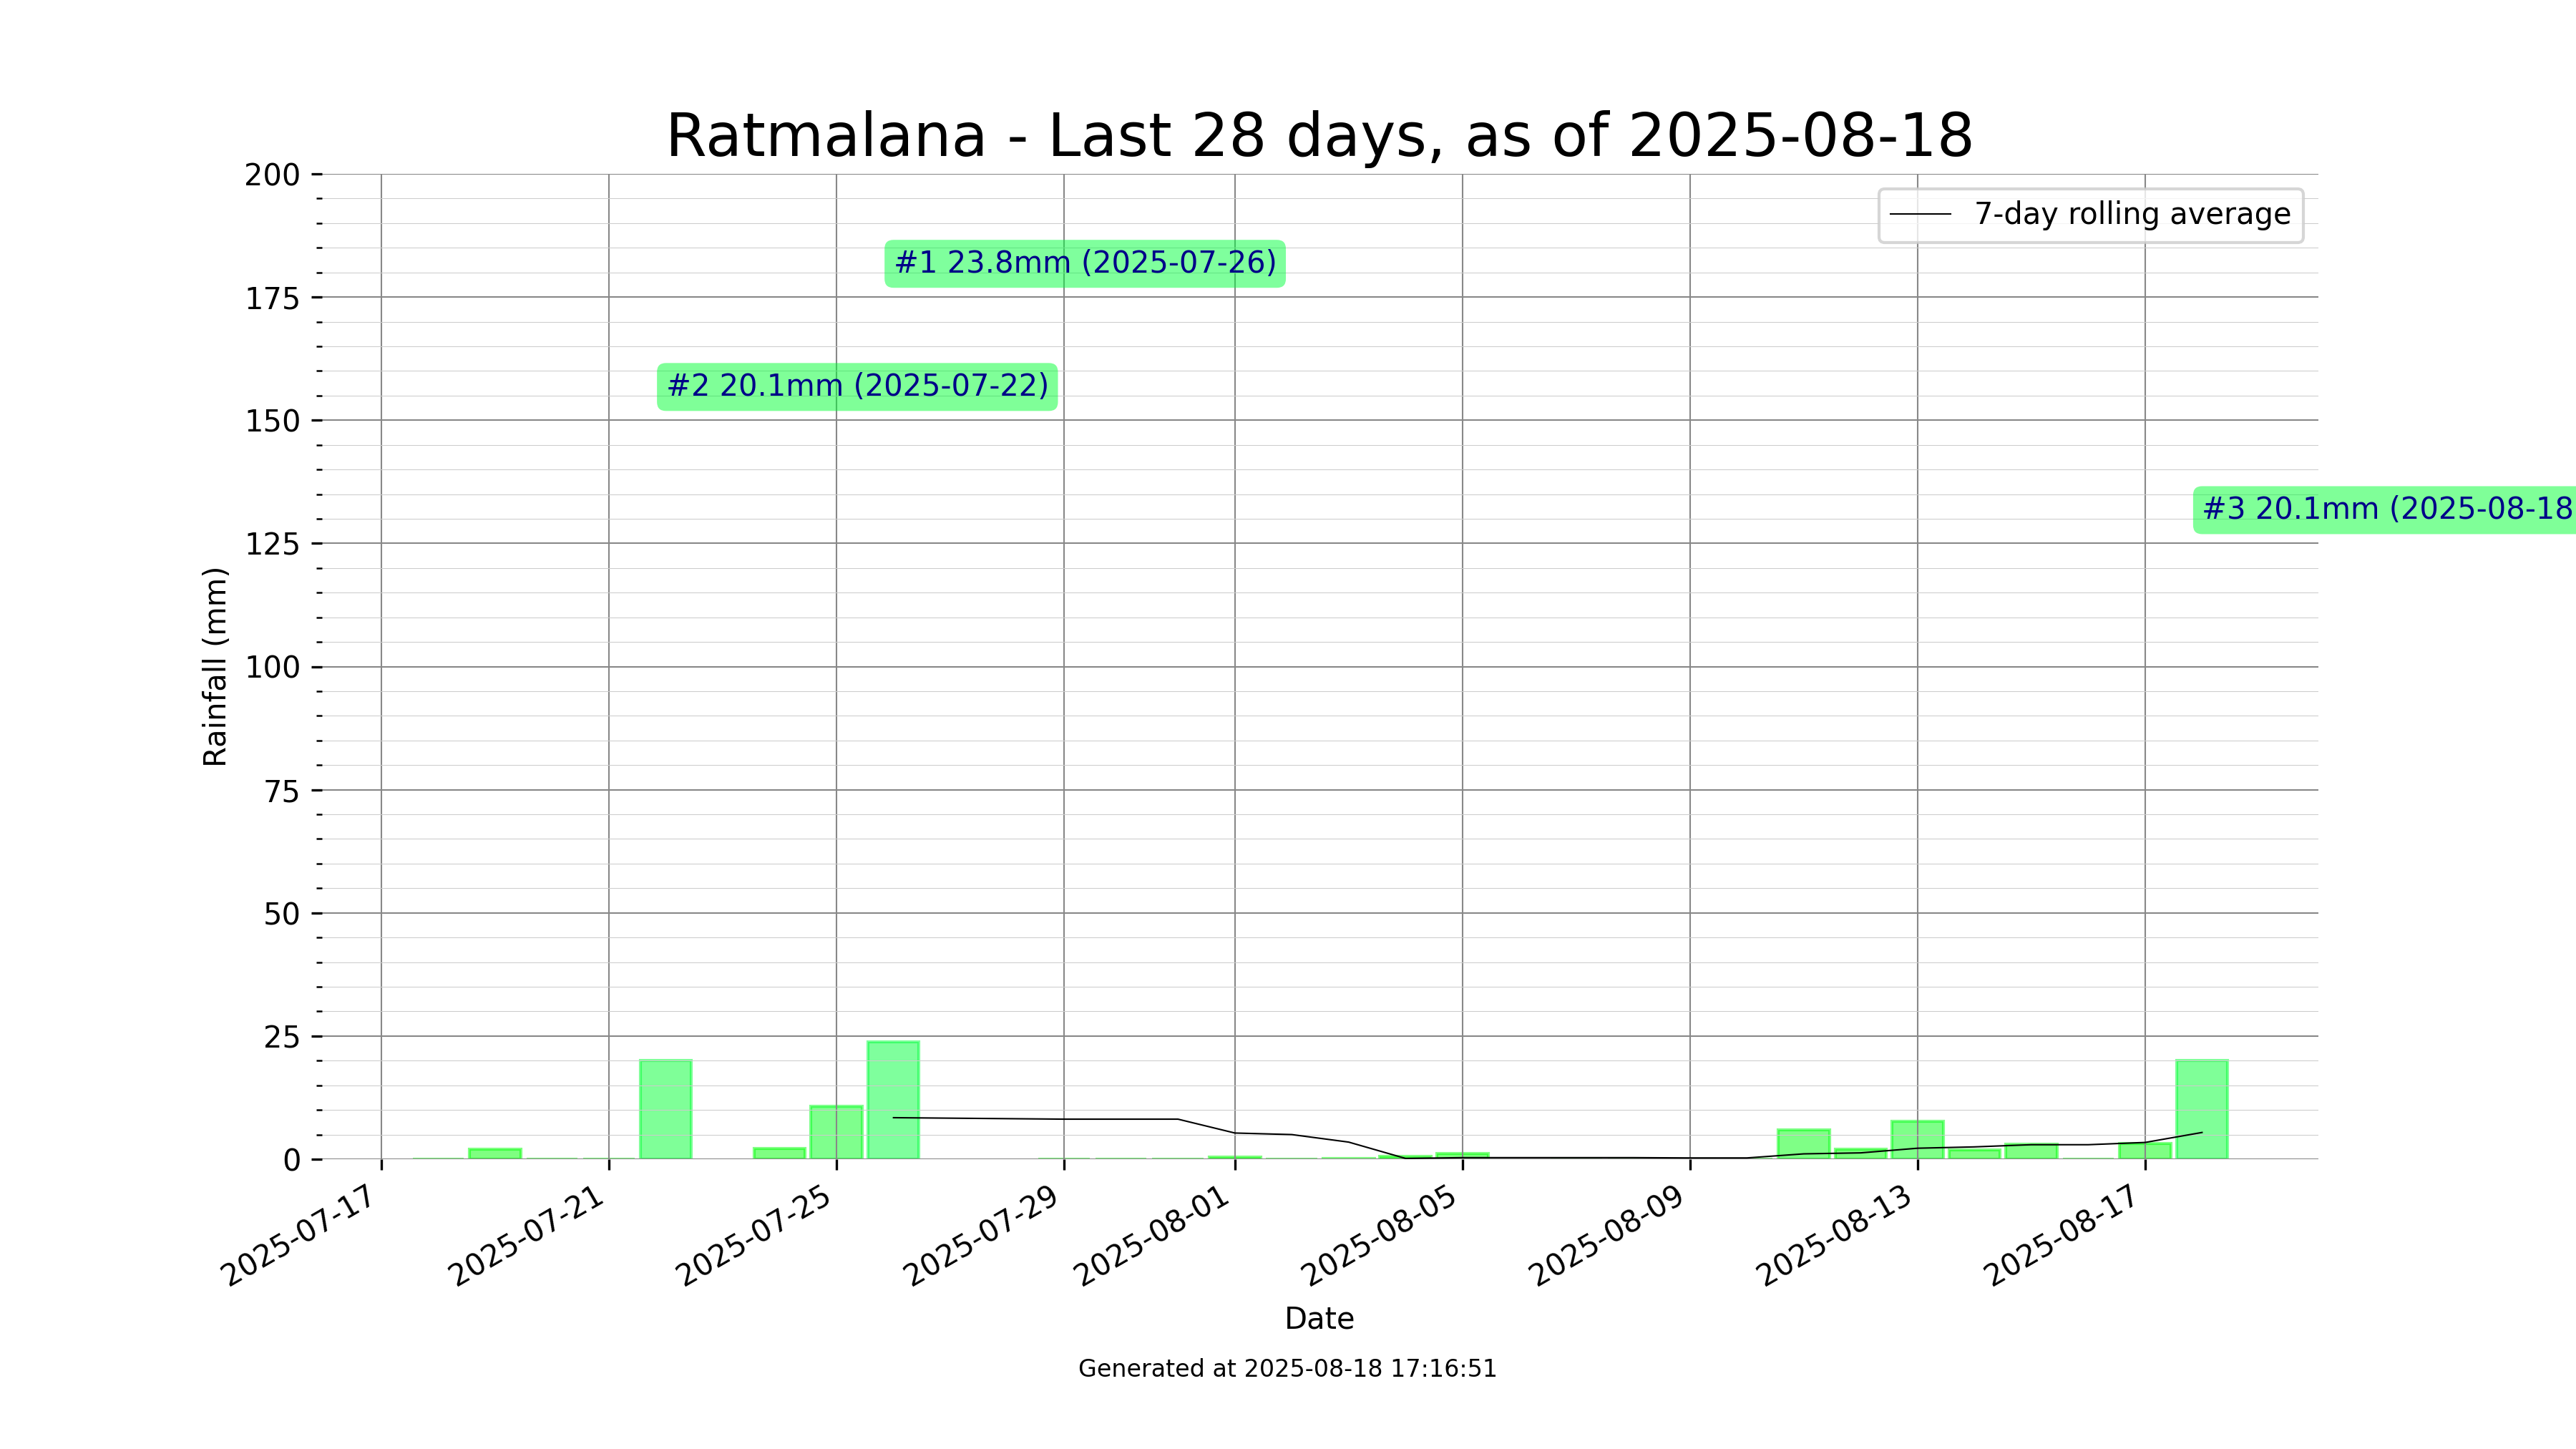 Ratmalana - Last 28 days, as of 2025-08-18
7-day rolling average
#1 23.8mm (2025-07-26)
#2 20.1mm (2025-07-22)
#3 20.1mm (2025-08-18
Rainfall (mm)
200
175
150
125
100
75
50
25
0
2025-07-17
2025-07-21
2025-07-25
2025-07-29
2025-08-01
2025-08-05
2025-08-09
2025-08-13
2025-08-17
Date
Generated at 2025-08-18 17:16:51